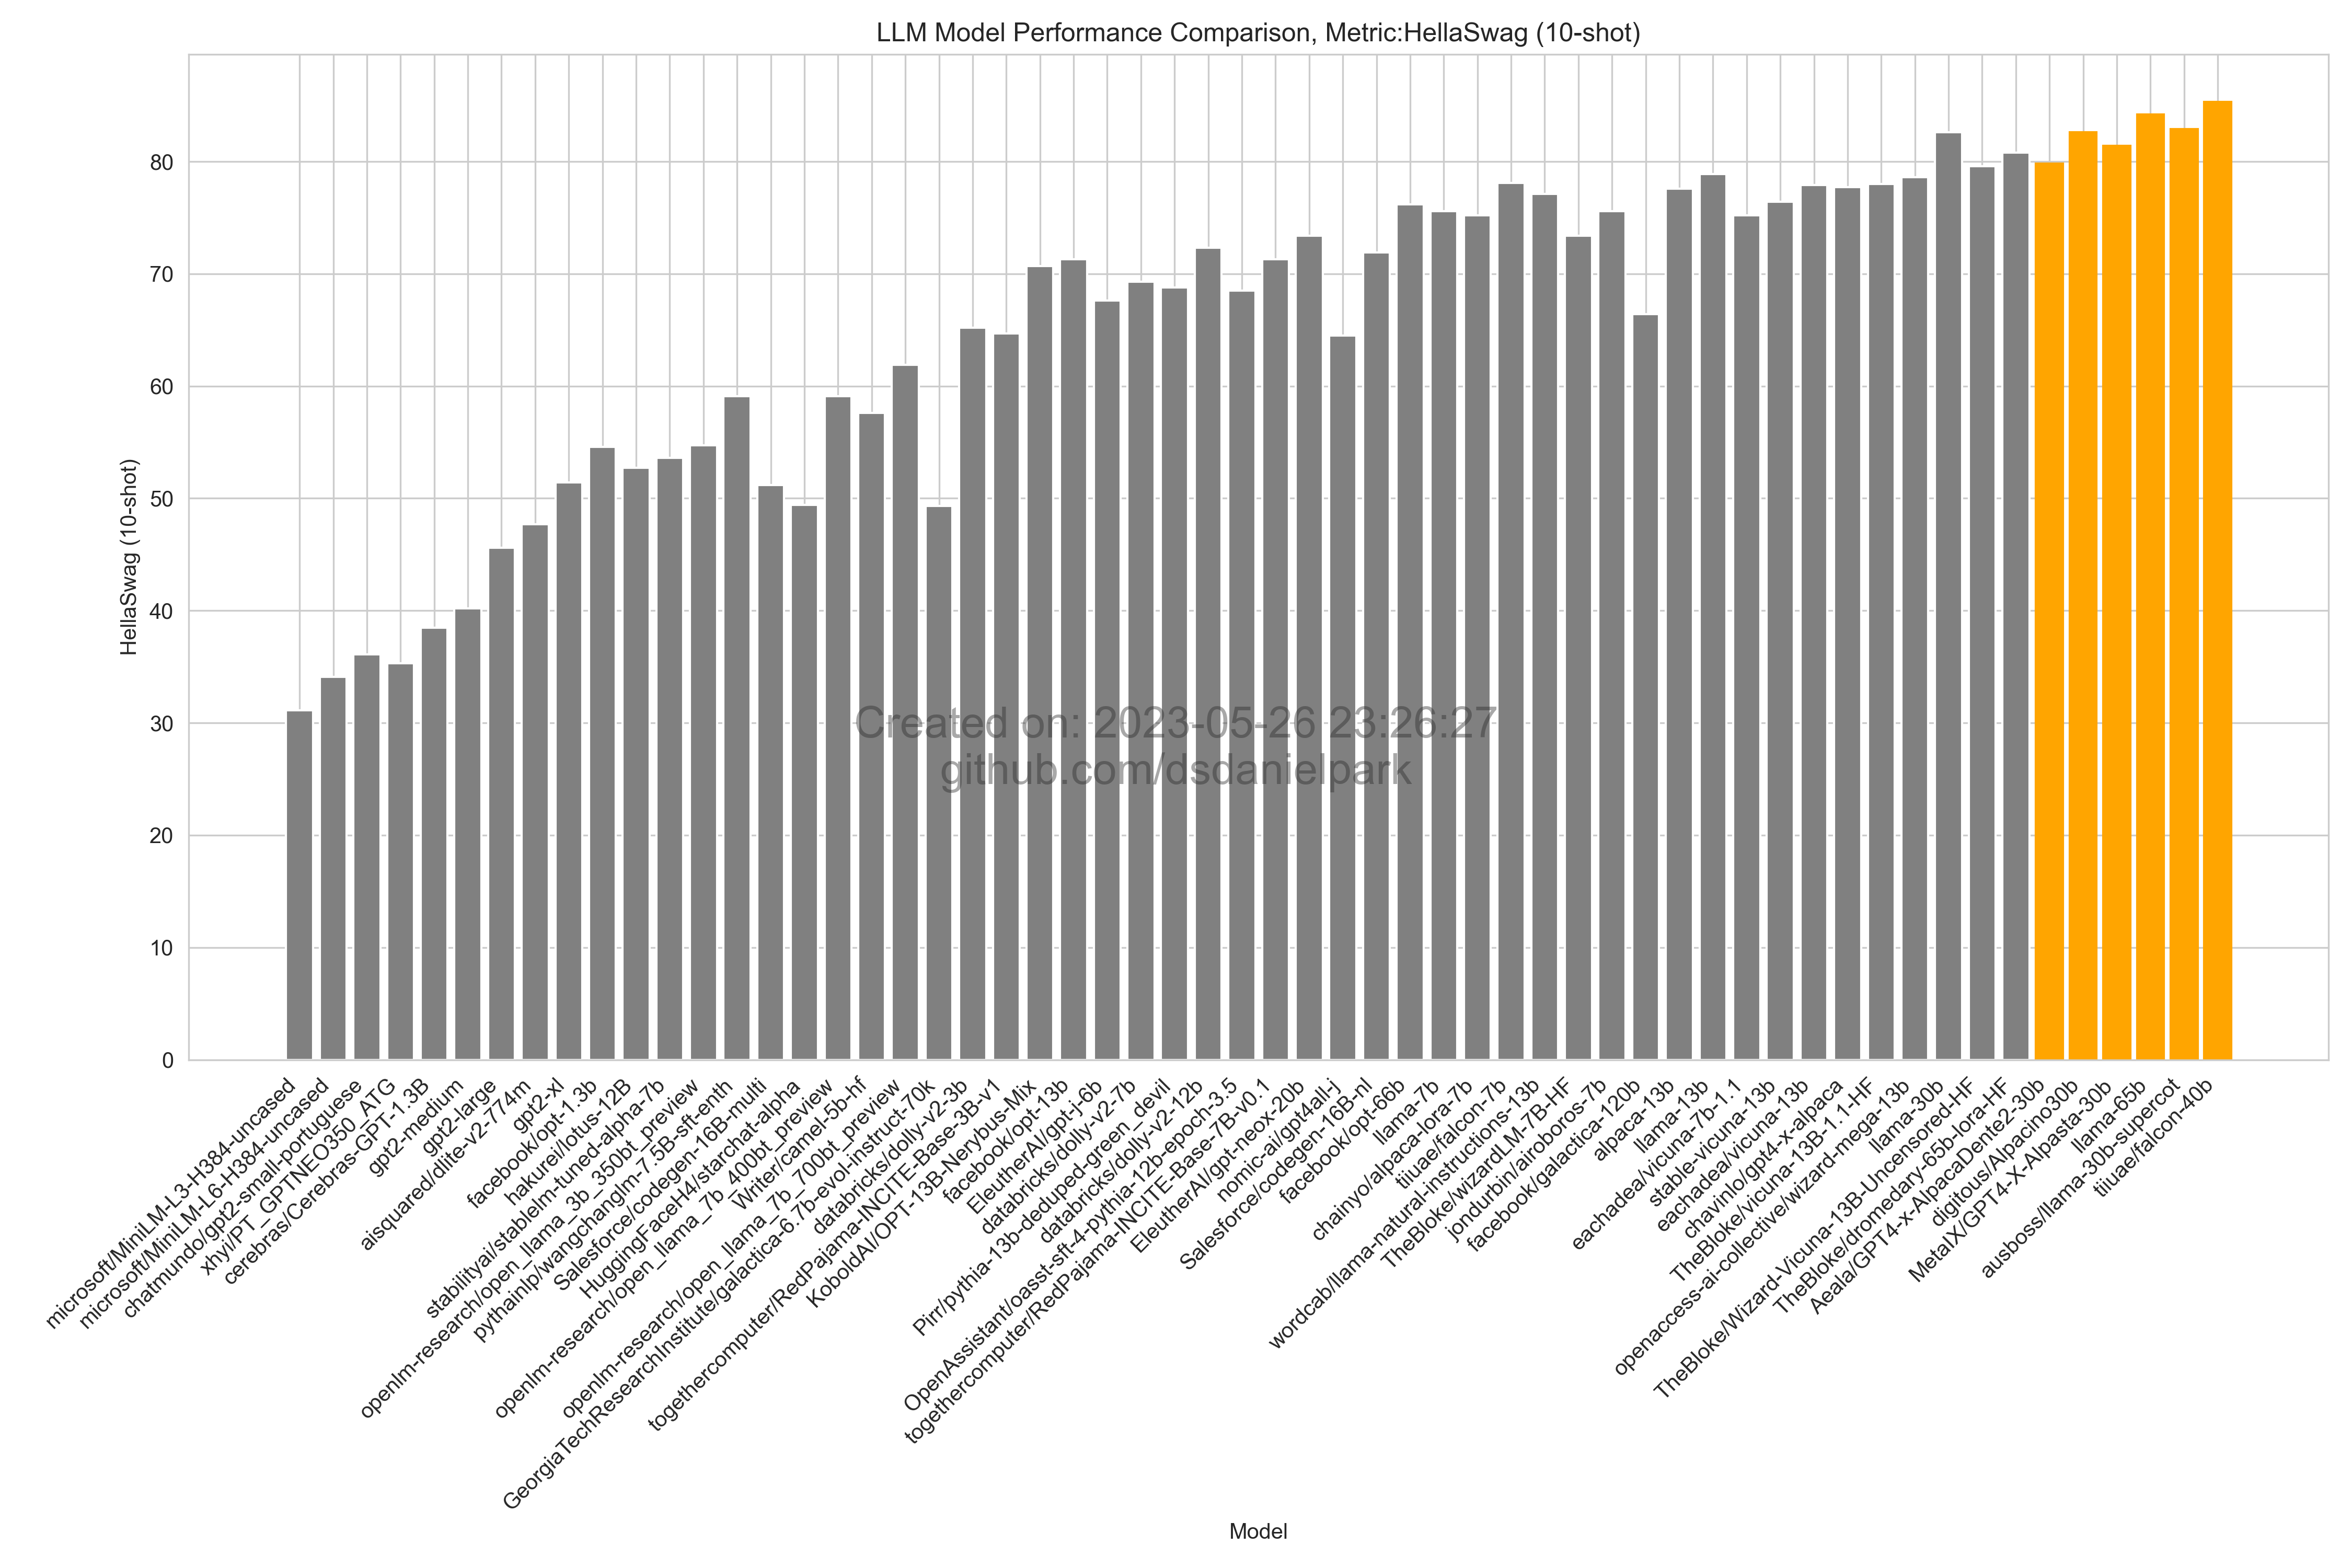 LLM Model Performance Comparison, Metric:HellaSwag (10-shot)
HellaSwag (10-shot)
80
70
60
50
40
30
20
10
0
Created on: 2023-05-26 23:26:27
github.com/dsdanielpark
microsoft/MiniLM-L3-H384-uncased
microsoft/MiniLM-L6-H384-uncased
chatmundo/gpt2-small-portuguese
xhyi/PT_GPTNEO350_ATG
cerebras/Cerebras-GPT-1.3B
gpt2-medium
gpt2-large
aisquared/dlite-v2-774m
gpt2-xl
facebook/opt-1.3b
hakurei/lotus-12B
stabilityai/stablelm-tuned-alpha-7b
openlm-research/open_llama_3b_350bt_preview
pythainlp/wangchanglm-7.5B-sft-enth
Salesforce/codegen-16B-multi
HuggingFaceH4/starchat-alpha
openlm-research/open_llama_7b_400bt_preview
Writer/camel-5b-hf
openlm-research/open_llama_7b_700bt_preview
GeorgiaTechResearchInstitute/galactica-6.7b-evol-instruct-70k
databricks/dolly-v2-3b
togethercomputer/RedPajama-INCITE-Base-3B-v1
KoboldAI/OPT-13B-Nerybus-Mix
facebook/opt-13b
EleutherAI/gpt-j-6b
databricks/dolly-v2-7b
Pirr/pythia-13b-deduped-green_devil
databricks/dolly-v2-12b
OpenAssistant/oasst-sft-4-pythia-12b-epoch-3.5
togethercomputer/RedPajama-INCITE-Base-7B-v0.1
EleutherAI/gpt-neox-20b
nomic-ai/gpt4all-j
Salesforce/codegen-16B-nl
facebook/opt-66b
llama-7b
chainyo/alpaca-lora-7b
tiiuae/falcon-7b
wordcab/llama-natural-instructions-13b
TheBloke/wizardLM-7B-HF
jondurbin/airoboros-7b
facebook/galactica-120b
alpaca-13b
llama-13b
eachadea/vicuna-7b-1.1
stable-vicuna-13b
eachadea/vicuna-13b
chavinlo/gpt4-x-alpaca
TheBloke/vicuna-13B-1.1-HF
openaccess-ai-collective/wizard-mega-13b
llama-30b
TheBloke/Wizard-Vicuna-13B-Uncensored-HF
TheBloke/dromedary-65b-lora-HF
Aeala/GPT4-x-AlpacaDente2-30b
digitous/Alpacino30b
MetaIX/GPT4-X-Alpasta-30b
llama-65b
ausboss/llama-30b-supercot
tiiuae/falcon-40b
Model